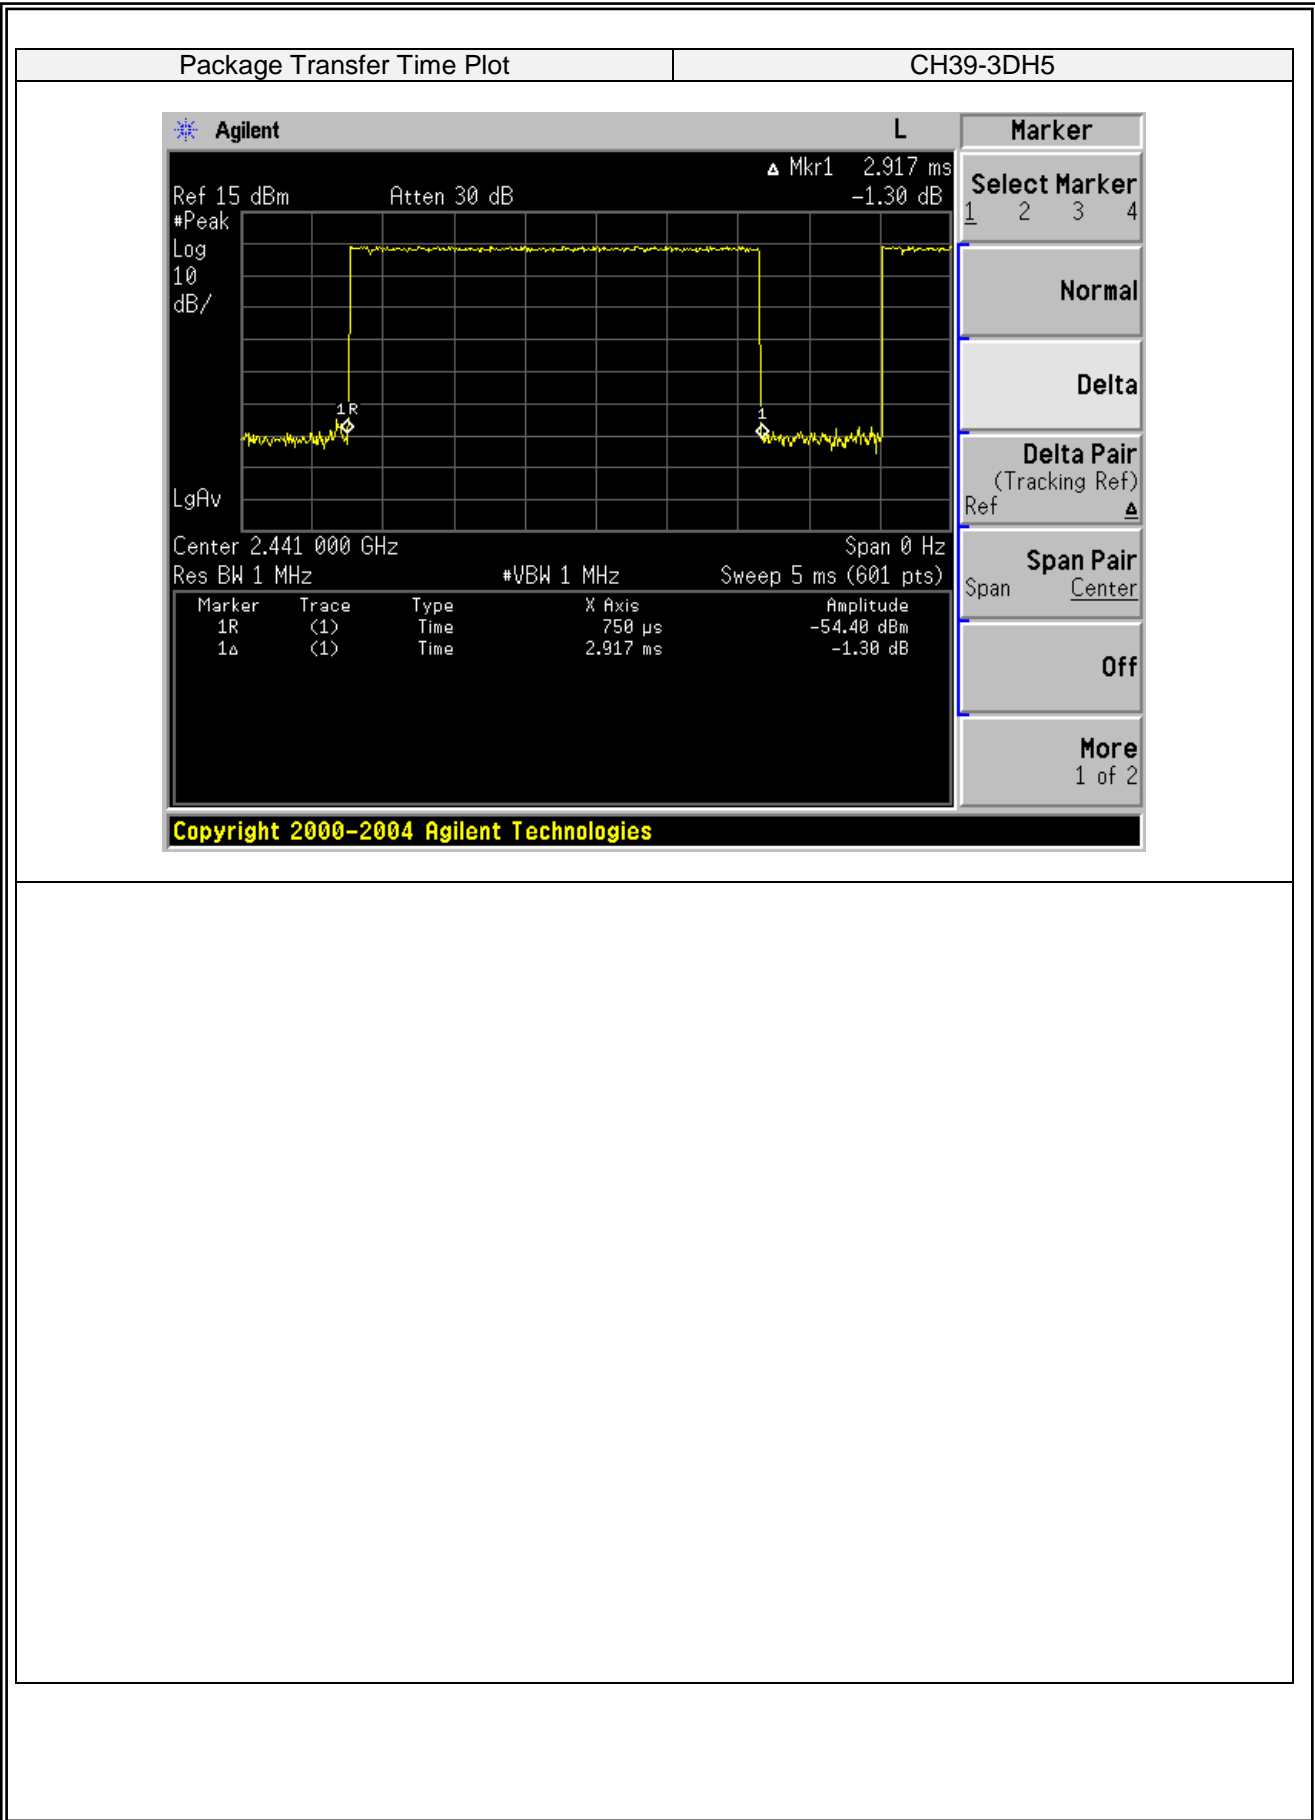 Package Transfer Time Plot CH39-3DH5
Agilent L Marker
Δ Mkr1 2.917 ms
Ref 15 dBm Atten 30 dB -1.30 dB
Select Marker
1 2 3 4
#Peak
Log
10
dB/
Normal
Delta
1R
1
Delta Pair
(Tracking Ref)
Ref Δ
LgAv
Center 2.441 000 GHz Span 0 Hz
Res BW 1 MHz #VBW 1 MHz Sweep 5 ms (601 pts)
Span Pair
Span Center
Marker Trace Type X Axis Amplitude
1R (1) Time 750 µs -54.40 dBm
1Δ (1) Time 2.917 ms -1.30 dB
Off
More
1 of 2
Copyright 2000-2004 Agilent Technologies